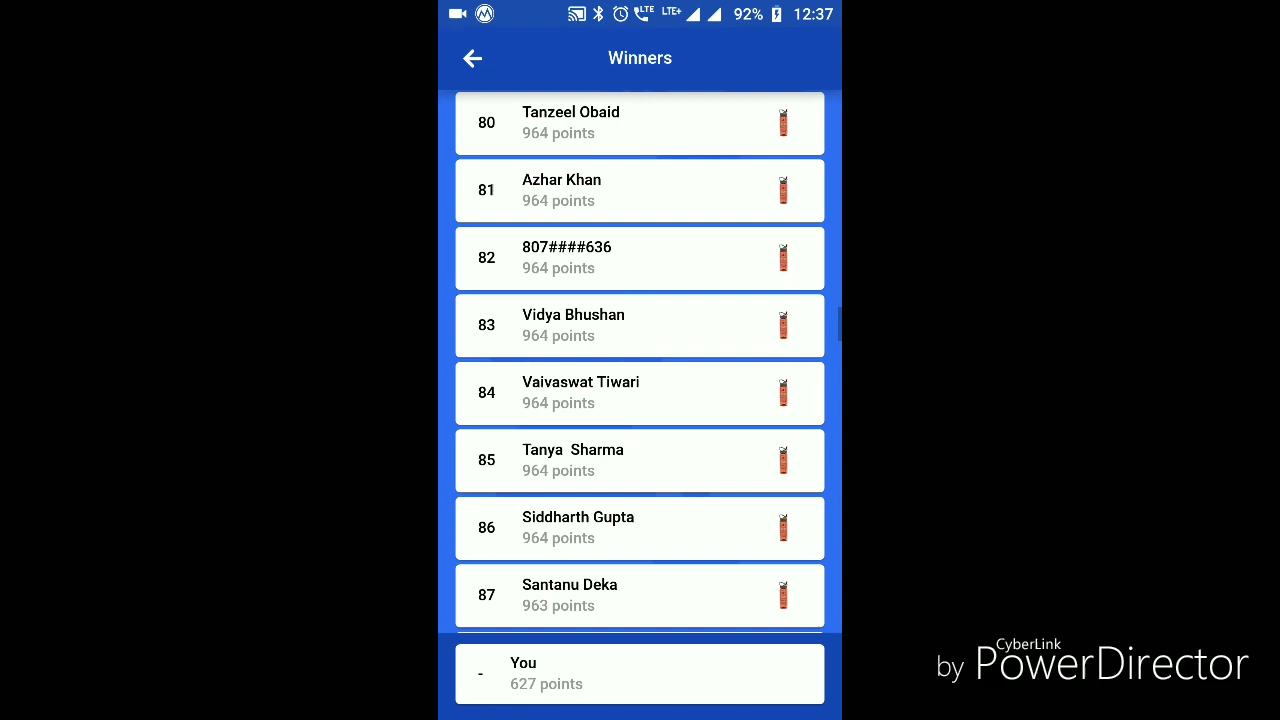 LTE LTE+ 92% 12:37
Winners
80 Tanzeel Obaid
964 points
81 Azhar Khan
964 points
82 807####636
964 points
83 Vidya Bhushan
964 points
84 Vaivaswat Tiwari
964 points
85 Tanya  Sharma
964 points
86 Siddharth Gupta
964 points
87 Santanu Deka
963 points
- You
627 points
CyberLink
by PowerDirector